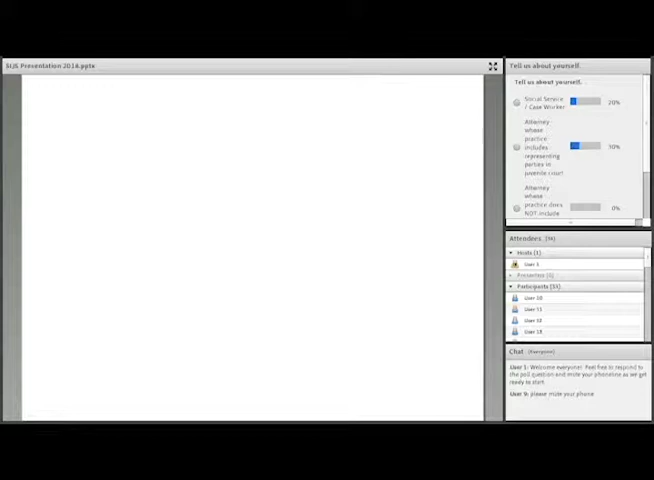 SIJS Presentation 2014.pptx
Tell us about yourself.
Tell us about yourself.
Social Service
/ Case Worker
20%
Attorney
whose
practice
includes
representing
parties in
juvenile court
30%
Attorney
whose
practice does
NOT include
0%
Attendees
Hosts (1)
User 1
Participants (33)
User 10
User 11
User 12
User 13
Chat (Everyone)
User 1: Welcome everyone! Feel free to respond to
the poll question and mute your phoneline as we get
ready to start
User 9: please mute your phone